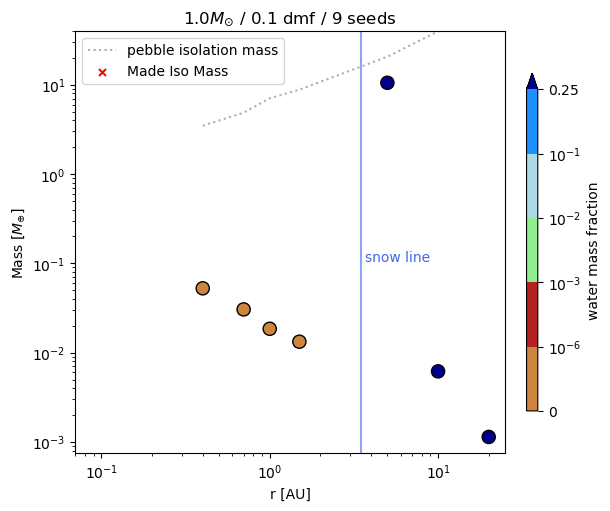 1.0M☉ / 0.1 dmf / 9 seeds
pebble isolation mass
Made Iso Mass
snow line
Mass [M⊕]
10¹
10⁰
10⁻¹
10⁻²
10⁻³
10⁻¹
10⁰
10¹
r [AU]
0.25
10⁻¹
10⁻²
10⁻³
10⁻⁶
0
water mass fraction